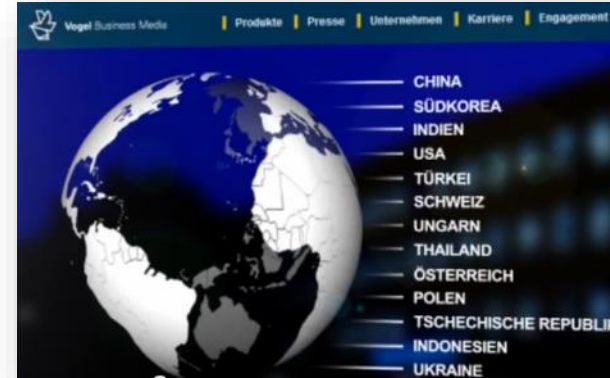 Vogel Business Media
Produkte Presse Unternehmen Karriere Engagement
CHINA
SÜDKOREA
INDIEN
USA
TÜRKEI
SCHWEIZ
UNGARN
THAILAND
ÖSTERREICH
POLEN
TSCHECHISCHE REPUBLI
INDONESIEN
UKRAINE